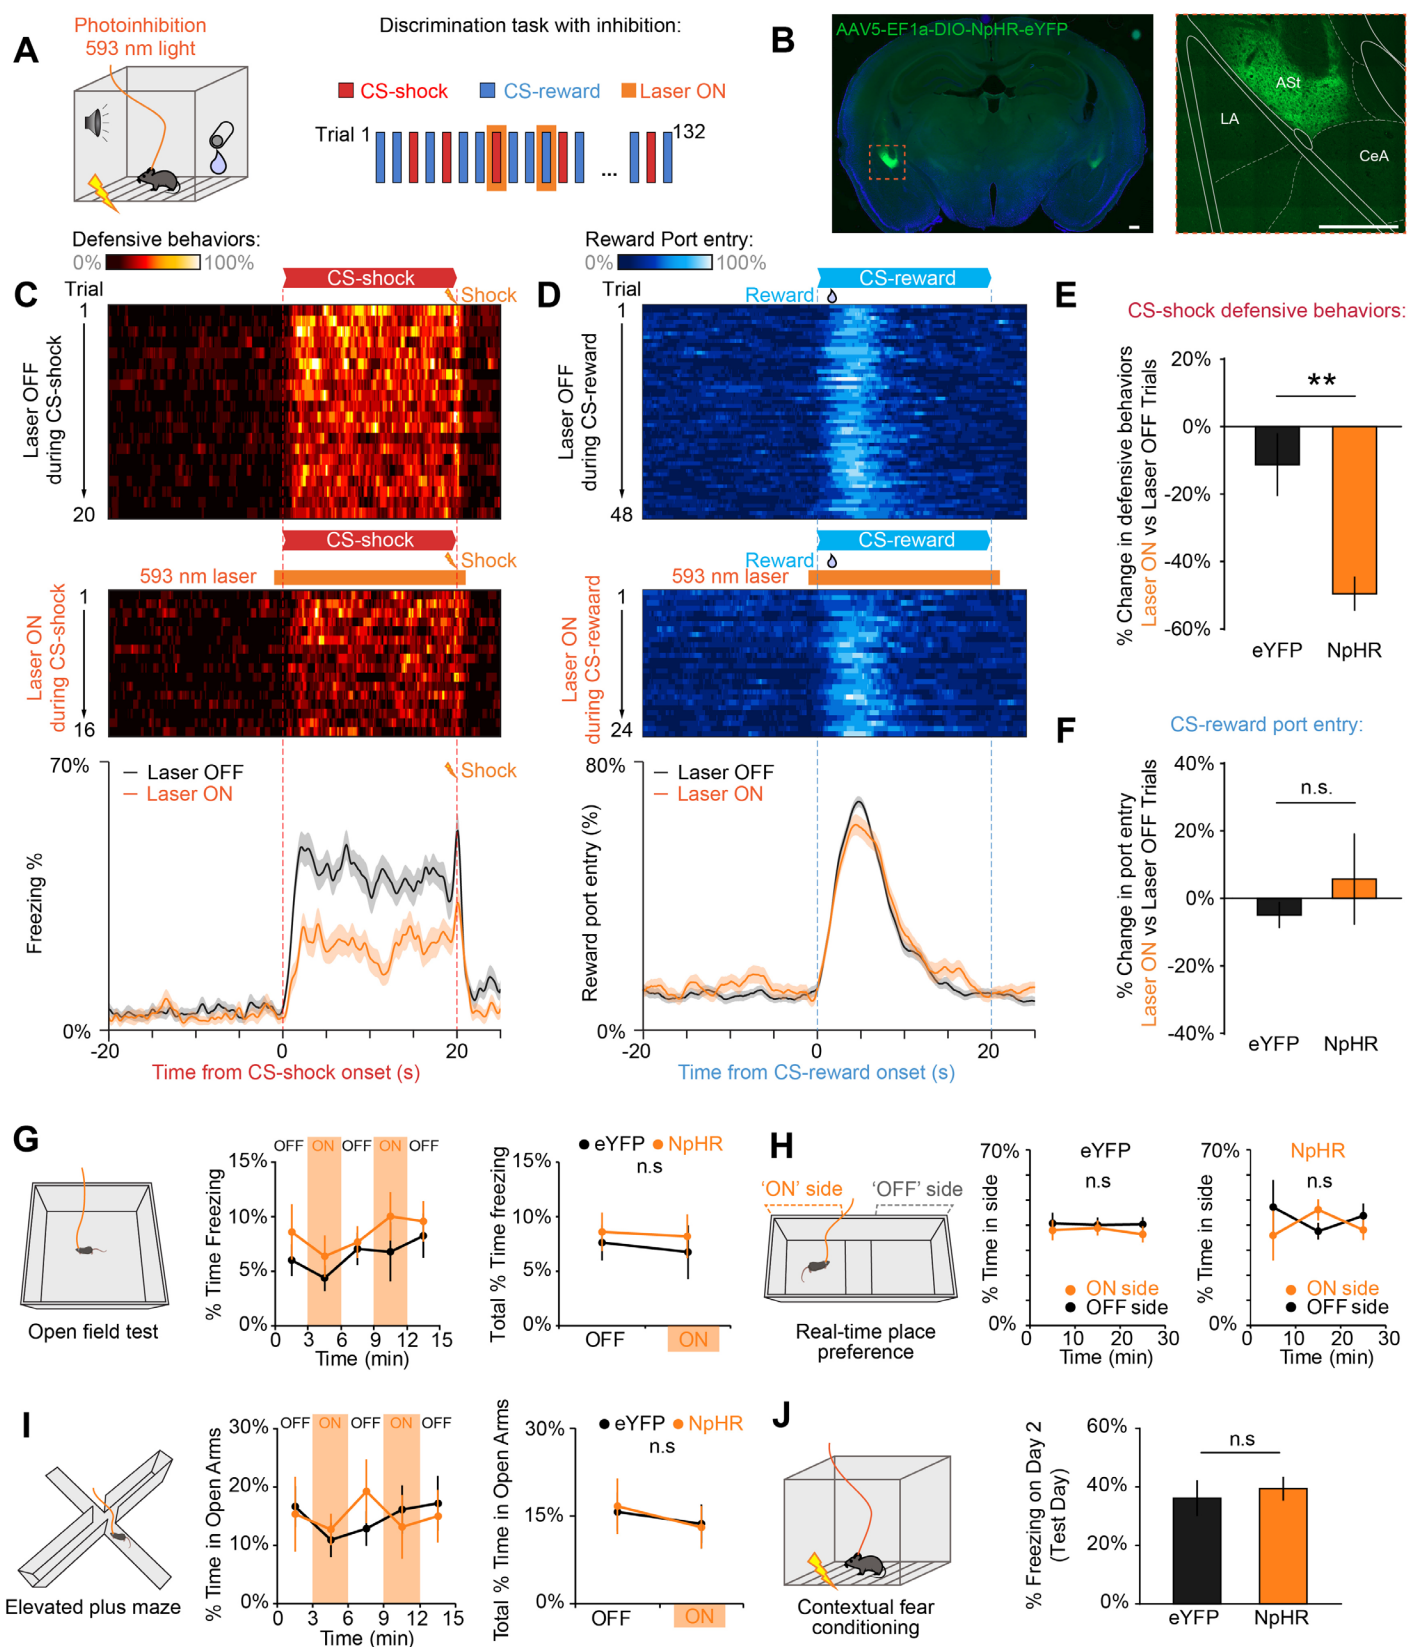 A
Photoinhibition
593 nm light
Discrimination task with inhibition:
CS-shock
CS-reward
Laser ON
Trial 1
132
...
B
AAV5-EF1a-DIO-NpHR-eYFP
ASt
LA
CeA
Defensive behaviors:
0%
100%
C
Trial
CS-shock
Shock
1
Laser OFF
during CS-shock
20
CS-shock
Shock
593 nm laser
1
Laser ON
during CS-shock
16
70%
Laser OFF
Laser ON
Shock
Freezing %
0%
-20
0
20
Time from CS-shock onset (s)
Reward Port entry:
0%
100%
D
Trial
CS-reward
Reward
1
Laser OFF
during CS-reward
48
CS-reward
Reward
593 nm laser
1
Laser ON
during CS-rewaard
24
80%
Laser OFF
Laser ON
Reward port entry (%)
0%
-20
0
20
Time from CS-reward onset (s)
E
CS-shock defensive behaviors:
% Change in defensive behaviors
Laser ON vs Laser OFF Trials
20%
0%
-20%
-40%
-60%
**
eYFP
NpHR
F
CS-reward port entry:
% Change in port entry
Laser ON vs Laser OFF Trials
40%
20%
0%
-20%
-40%
n.s.
eYFP
NpHR
G
Open field test
OFF ON OFF ON OFF
% Time Freezing
15%
10%
5%
0%
0 3 6 9 12 15
Time (min)
eYFP NpHR
n.s
Total % Time freezing
15%
10%
5%
0%
OFF
ON
H
'ON' side
'OFF' side
Real-time place
preference
eYFP
n.s
% Time in side
70%
0%
ON side
OFF side
0 10 20 30
Time (min)
NpHR
n.s
% Time in side
70%
0%
ON side
OFF side
0 10 20 30
Time (min)
I
Elevated plus maze
OFF ON OFF ON OFF
% Time in Open Arms
30%
20%
10%
0%
0 3 6 9 12 15
Time (min)
eYFP NpHR
n.s
Total % Time in Open Arms
30%
15%
0%
OFF
ON
J
Contextual fear
conditioning
% Freezing on Day 2
(Test Day)
60%
40%
20%
0%
n.s
eYFP
NpHR